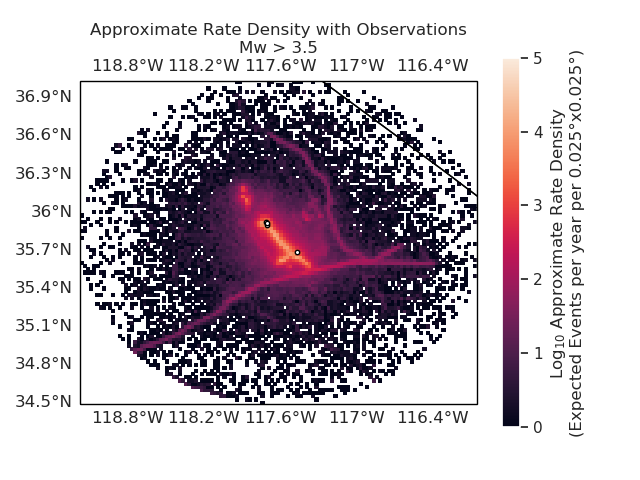 Approximate Rate Density with Observations
Mw > 3.5
118.8°W 118.2°W 117.6°W 117°W 116.4°W
36.9°N
36.6°N
36.3°N
36°N
35.7°N
35.4°N
35.1°N
34.8°N
34.5°N
118.8°W 118.2°W 117.6°W 117°W 116.4°W
5
4
3
2
1
0
Log₁₀ Approximate Rate Density
(Expected Events per year per 0.025°x0.025°)